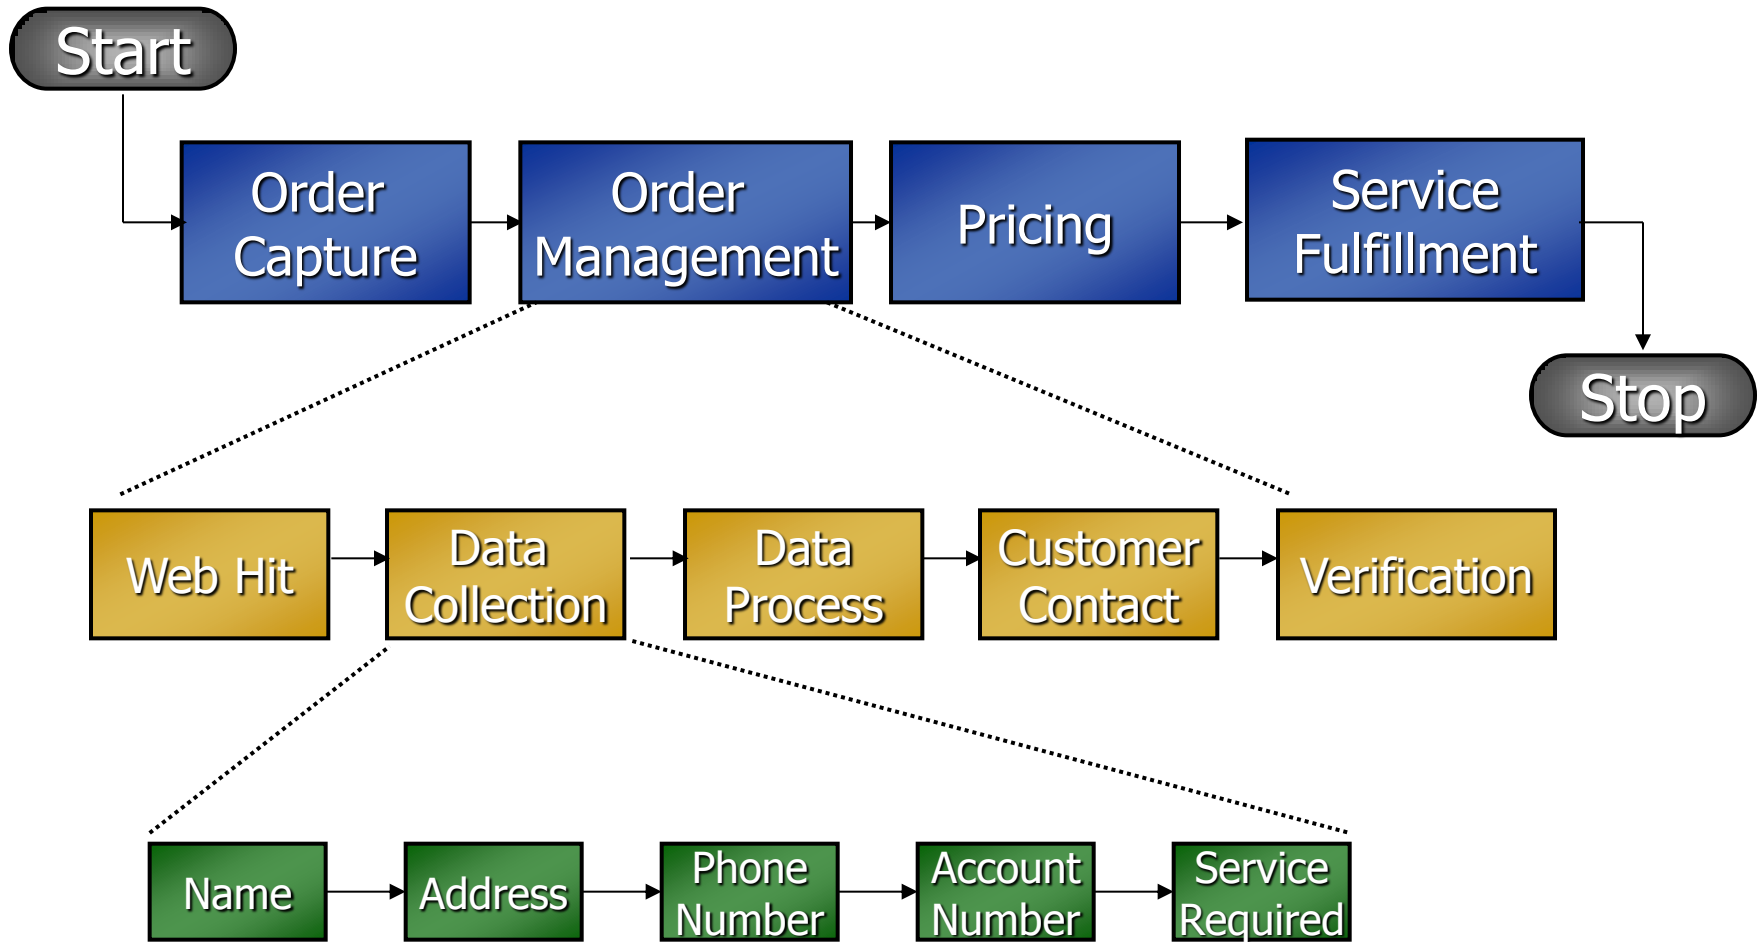 Start
Order
Capture
Order
Management
Pricing
Service
Fulfillment
Stop
Web Hit
Data
Collection
Data
Process
Customer
Contact
Verification
Name
Address
Phone
Number
Account
Number
Service
Required